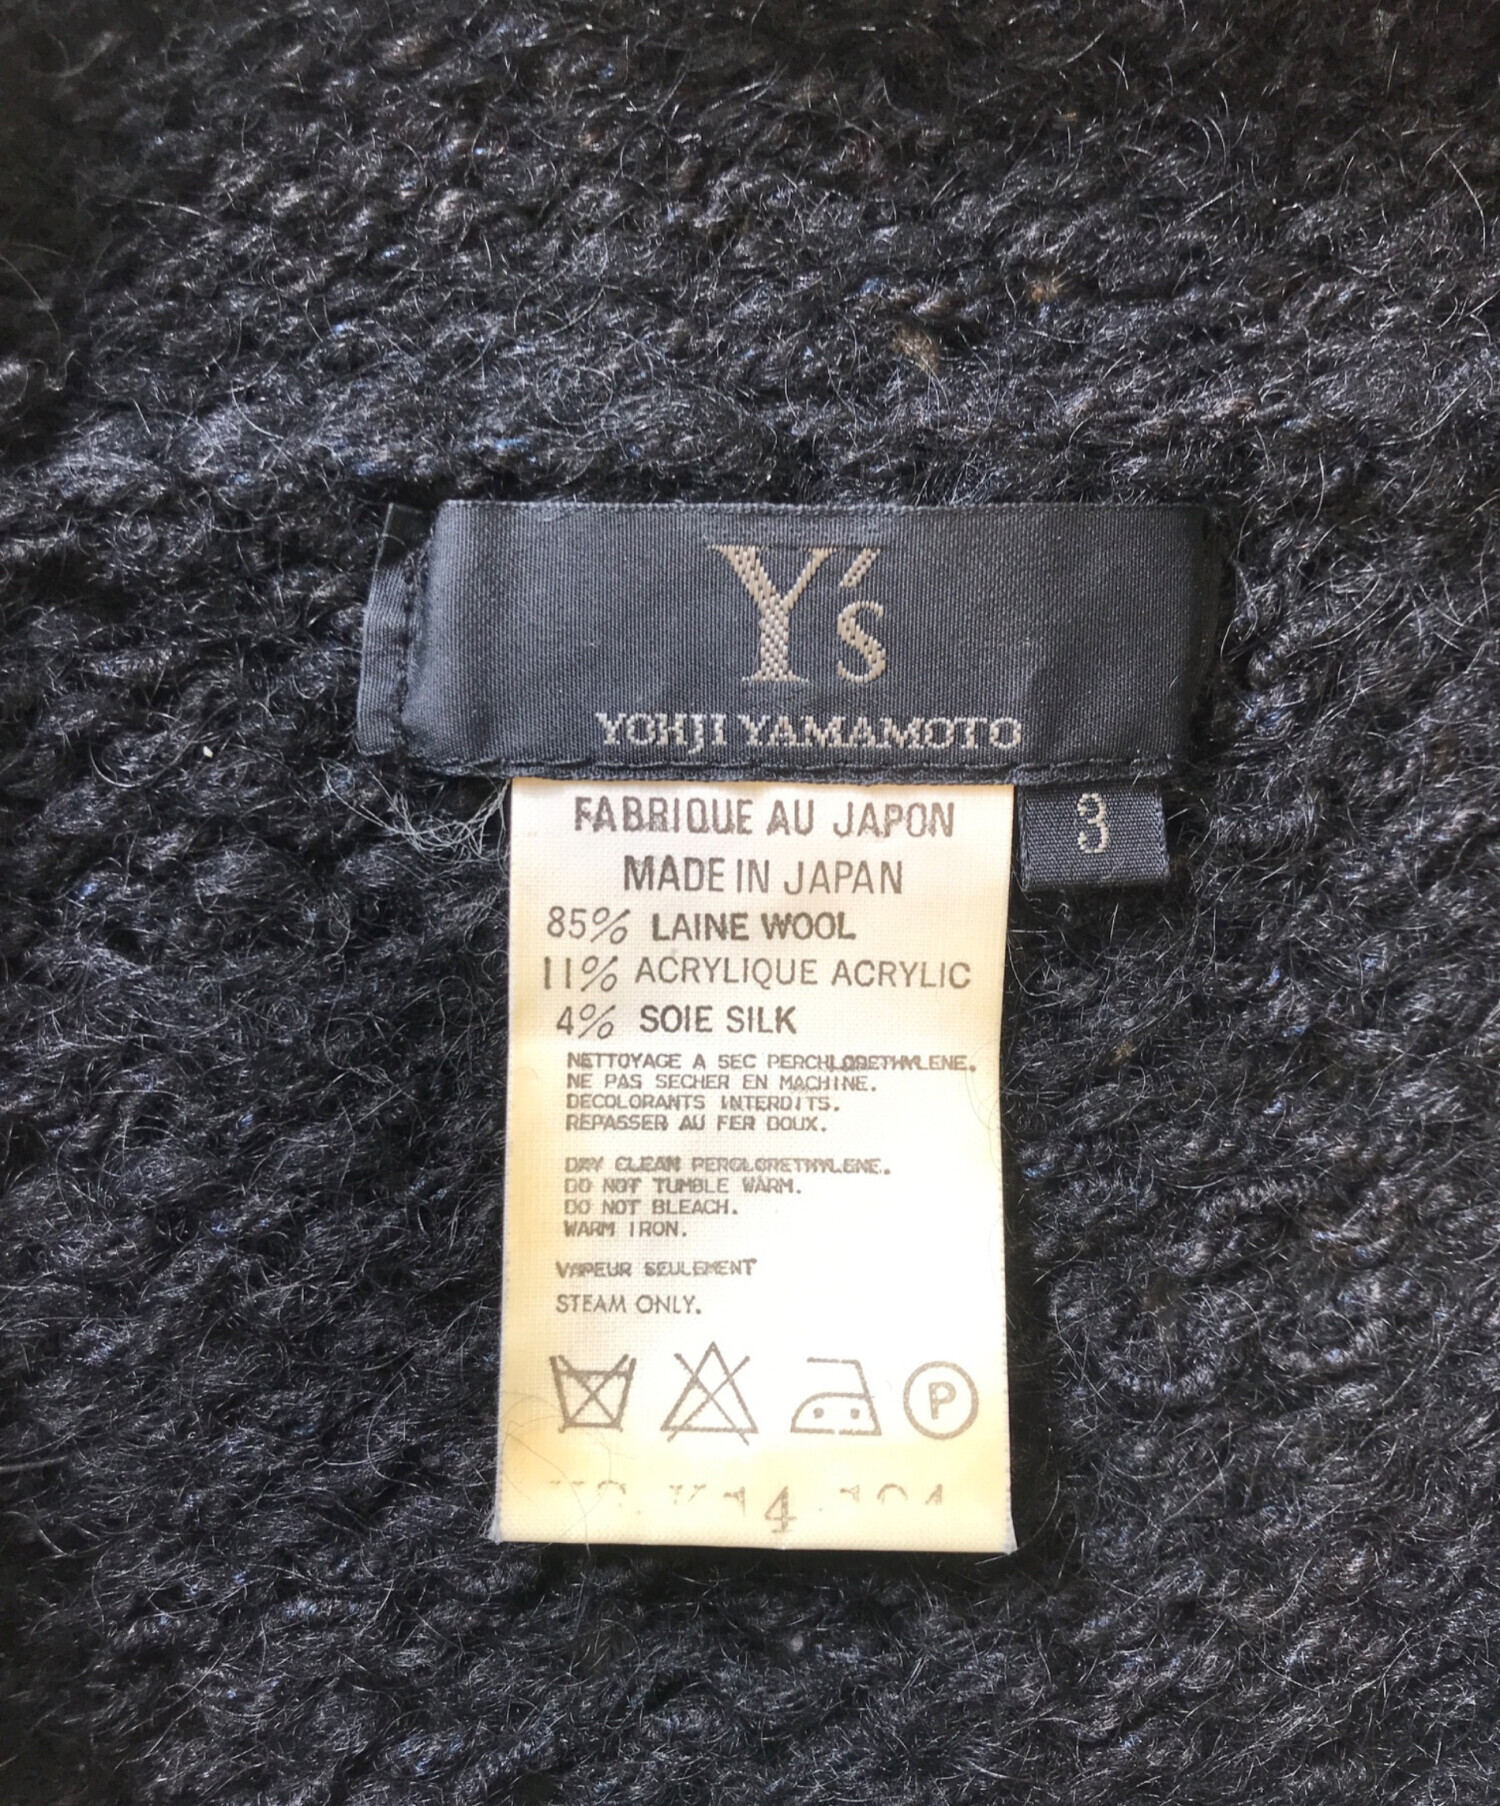 Y's
YOHJI YAMAMOTO
3
FABRIQUE AU JAPON
MADE IN JAPAN
85% LAINE WOOL
11% ACRYLIQUE ACRYLIC
4% SOIE SILK
NETTOYAGE A SEC PERCHLORETHYLENE.
NE PAS SECHER EN MACHINE.
DECOLORANTS INTERDITS.
REPASSER AU FER DOUX.
DRY CLEAN PERCLORETHYLENE.
DO NOT TUMBLE WARM.
DO NOT BLEACH.
WARM IRON.
VAPEUR SEULEMENT
STEAM ONLY.
P